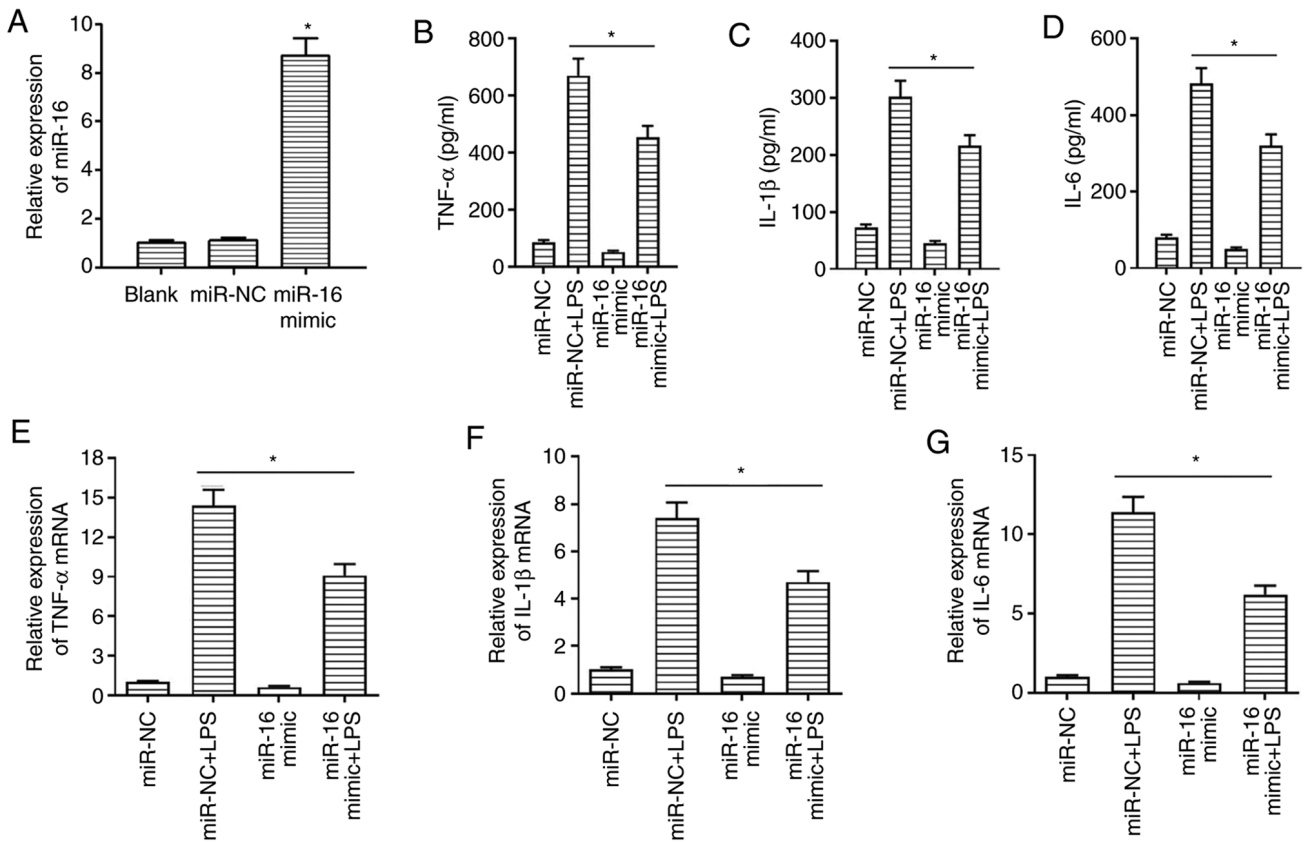 A
Relative expression
of miR-16
10
8
6
4
2
0
*
Blank
miR-NC
miR-16
mimic
B
TNF-α (pg/ml)
800
600
400
200
0
*
miR-NC
miR-NC+LPS
miR-16
mimic
miR-16
mimic+LPS
C
IL-1β (pg/ml)
400
300
200
100
0
*
miR-NC
miR-NC+LPS
miR-16
mimic
miR-16
mimic+LPS
D
IL-6 (pg/ml)
600
400
200
0
*
miR-NC
miR-NC+LPS
miR-16
mimic
miR-16
mimic+LPS
E
Relative expression
of TNF-α mRNA
18
15
12
9
6
3
0
*
miR-NC
miR-NC+LPS
miR-16
mimic
miR-16
mimic+LPS
F
Relative expression
of IL-1β mRNA
10
8
6
4
2
0
*
miR-NC
miR-NC+LPS
miR-16
mimic
miR-16
mimic+LPS
G
Relative expression
of IL-6 mRNA
15
10
5
0
*
miR-NC
miR-NC+LPS
miR-16
mimic
miR-16
mimic+LPS